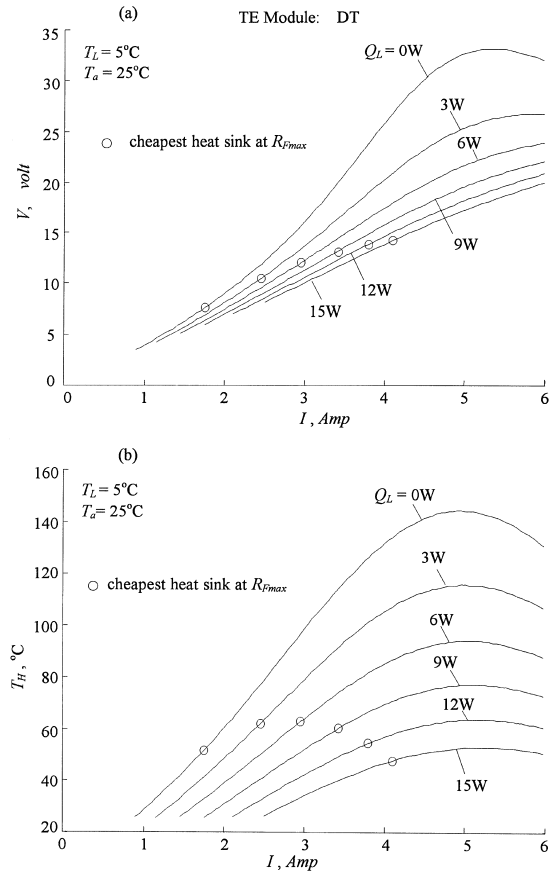 (a)
TE Module: DT
T_L = 5°C
T_a = 25°C
Q_L = 0W
3W
6W
9W
12W
15W
cheapest heat sink at R_Fmax
V, volt
35
30
25
20
15
10
5
0
0 1 2 3 4 5 6
I , Amp
(b)
T_L = 5°C
T_a= 25°C
Q_L = 0W
3W
6W
9W
12W
15W
cheapest heat sink at R_Fmax
T_H , °C
160
140
120
100
80
60
40
20
0 1 2 3 4 5 6
I , Amp